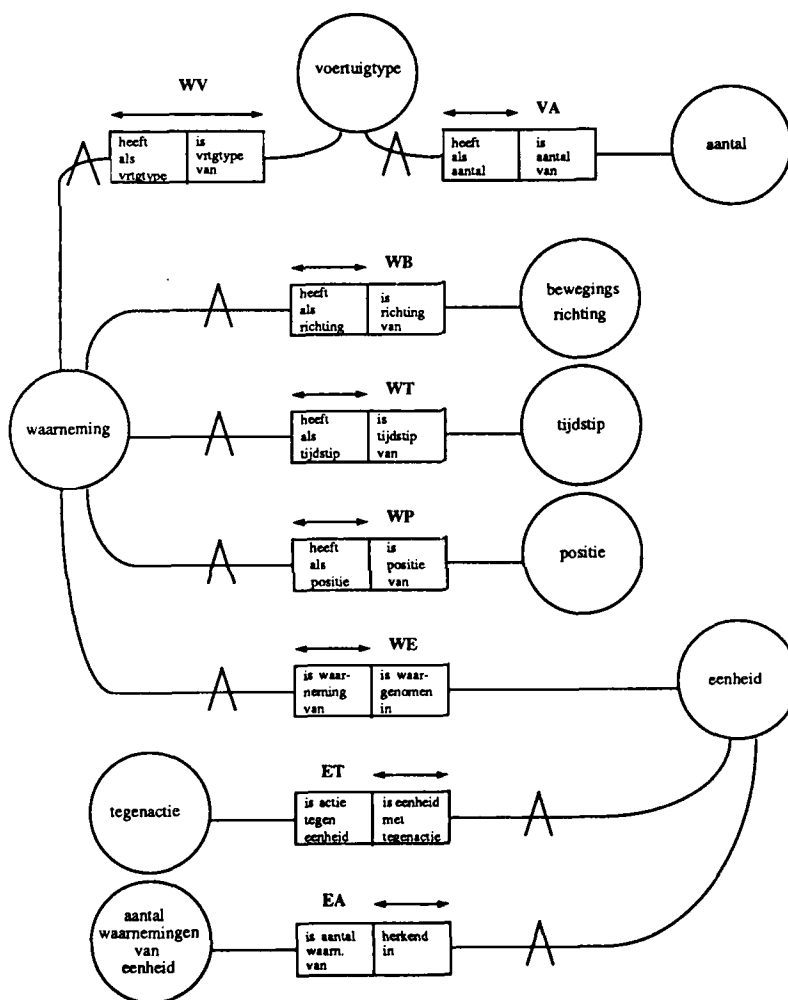 voertuigtype
WV
heeft
als
vrtgtype
is
vrtgtype
van
VA
heeft
als
aantal
is
aantal
van
aantal
WB
heeft
als
richting
is
richting
van
bewegings
richting
waarneming
WT
heeft
als
tijdstip
is
tijdstip
van
tijdstip
WP
heeft
als
positie
is
positie
van
positie
WE
is waar-
neming
van
is waar-
genomen
in
eenheid
ET
tegenactie
is actie
tegen
eenheid
is eenheid
met
tegenactie
EA
aantal
waarnemingen
van
eenheid
is aantal
waarn.
van
herkend
in